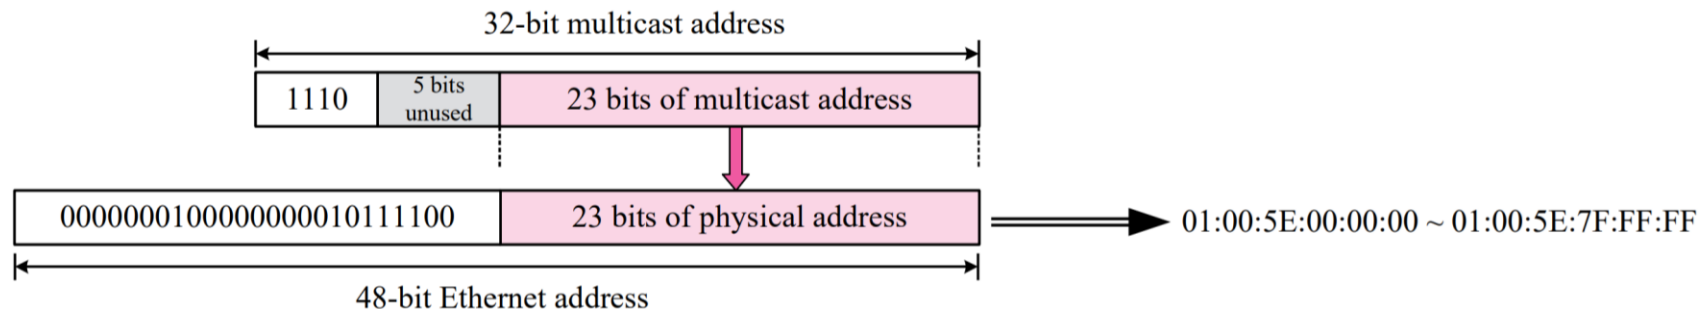 32-bit multicast address
1110
5 bits
unused
23 bits of multicast address
0000000100000000010111100
23 bits of physical address
01:00:5E:00:00:00 ~ 01:00:5E:7F:FF:FF
48-bit Ethernet address